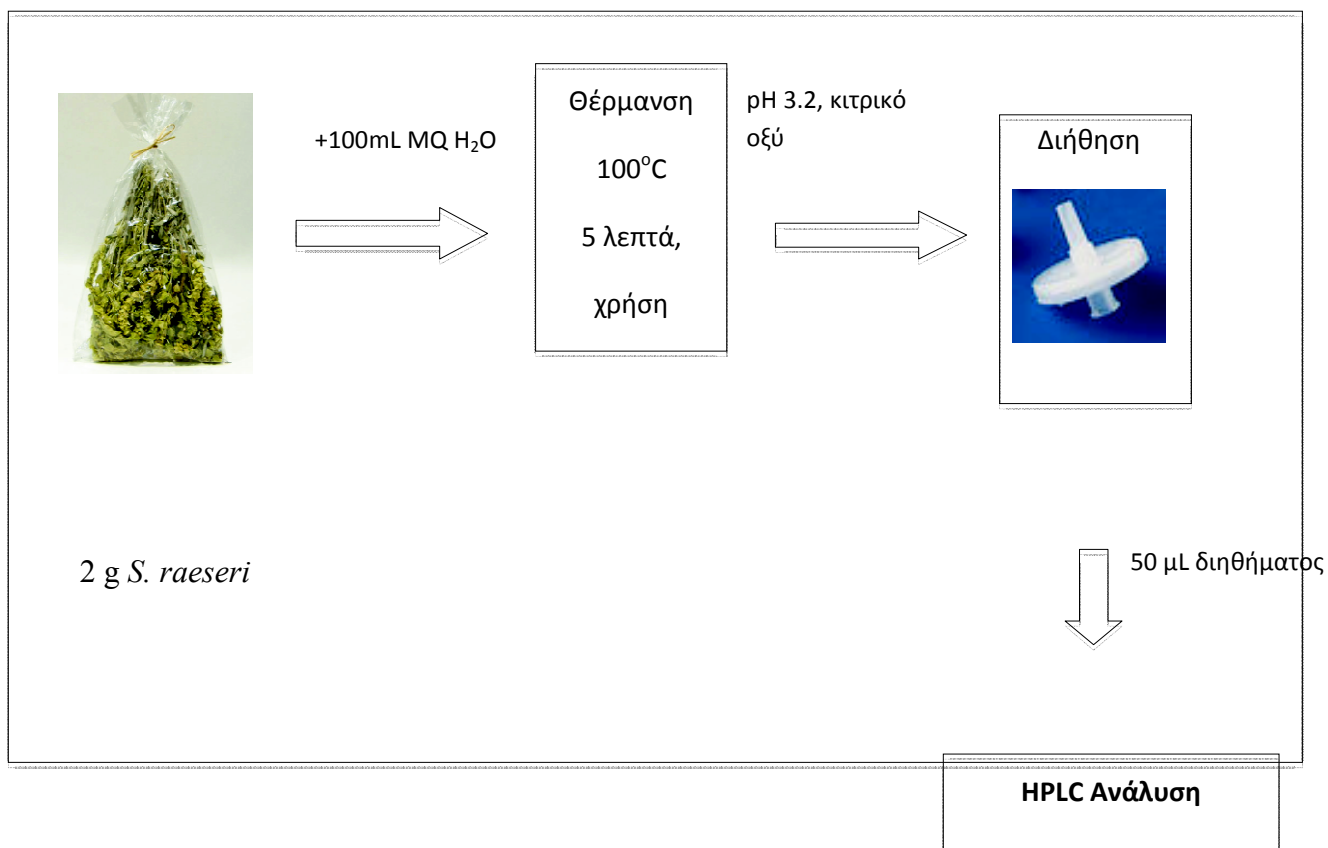 +100mL MQ H₂O
Θέρμανση
100°C
5 λεπτά,
χρήση
pH 3.2, κιτρικό
οξύ
Διήθηση
2 g S. raeseri
50 μL διηθήματος
HPLC Ανάλυση